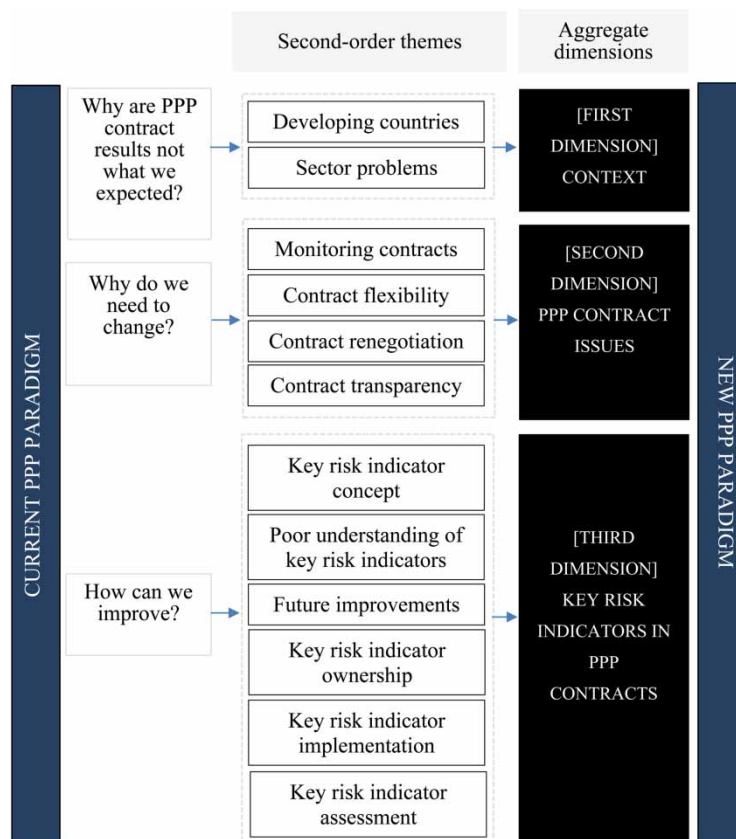 Second-order themes
Aggregate
dimensions
CURRENT PPP PARADIGM
Why are PPP
contract
results not
what we
expected?
Developing countries
Sector problems
[FIRST
DIMENSION]
CONTEXT
Why do we
need to
change?
Monitoring contracts
Contract flexibility
Contract renegotiation
Contract transparency
[SECOND
DIMENSION]
PPP CONTRACT
ISSUES
How can we
improve?
Key risk indicator
concept
Poor understanding of
key risk indicators
Future improvements
Key risk indicator
ownership
Key risk indicator
implementation
Key risk indicator
assessment
[THIRD
DIMENSION]
KEY RISK
INDICATORS IN
PPP
CONTRACTS
NEW PPP PARADIGM